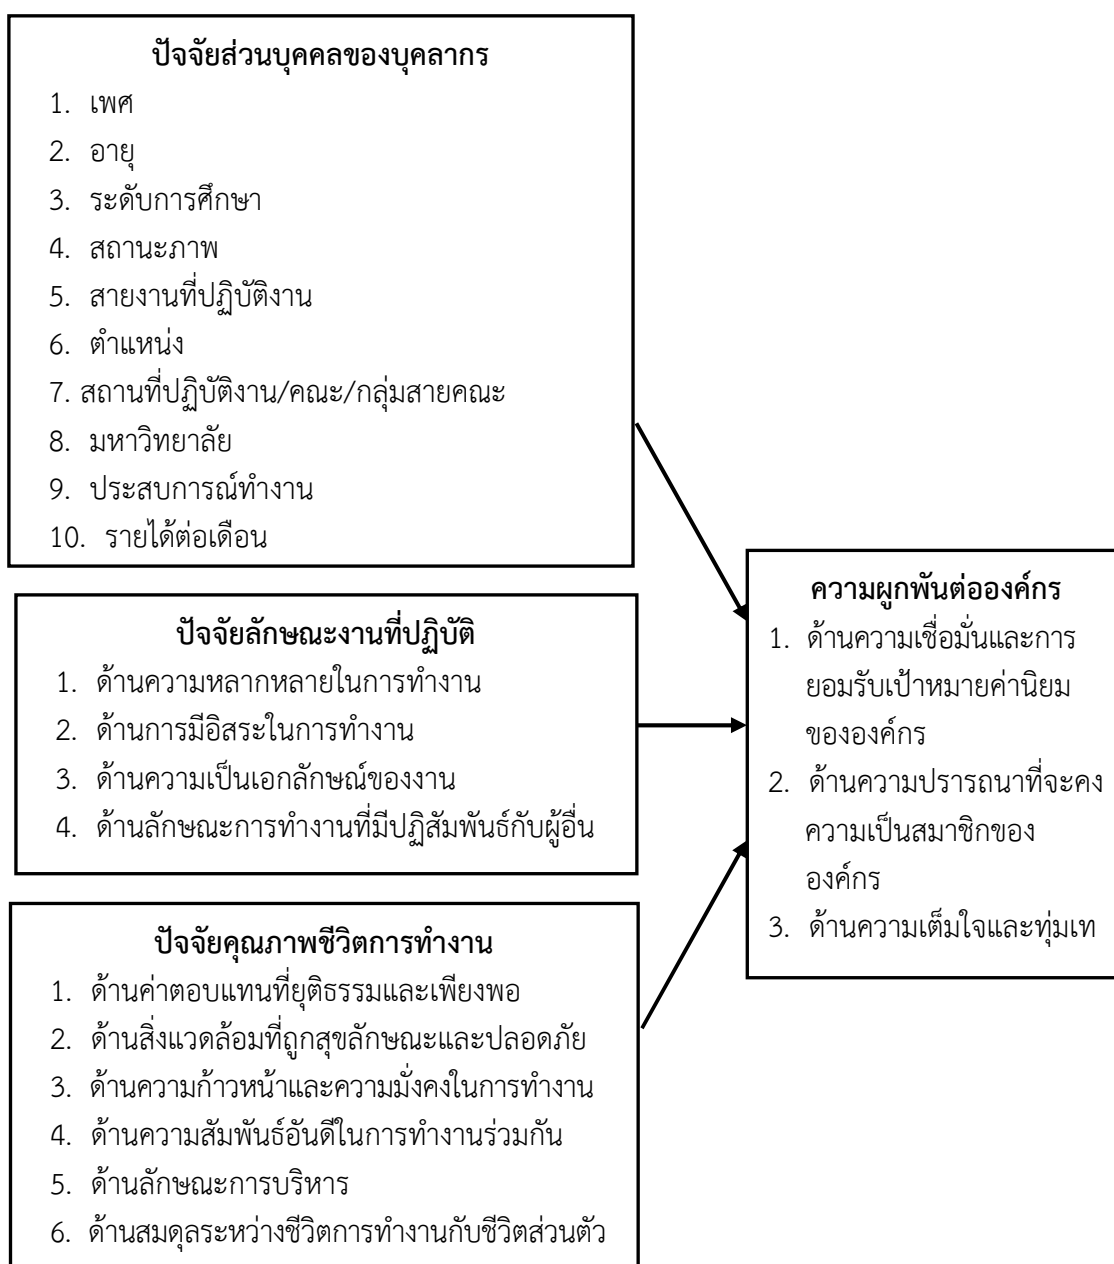 ปัจจัยส่วนบุคคลของบุคลากร
1. เพศ
2. อายุ
3. ระดับการศึกษา
4. สถานะภาพ
5. สายงานที่ปฏิบัติงาน
6. ตำแหน่ง
7. สถานที่ปฏิบัติงาน/คณะ/กลุ่มสายคณะ
8. มหาวิทยาลัย
9. ประสบการณ์ทำงาน
10. รายได้ต่อเดือน
ปัจจัยลักษณะงานที่ปฏิบัติ
1. ด้านความหลากหลายในการทำงาน
2. ด้านการมีอิสระในการทำงาน
3. ด้านความเป็นเอกลักษณ์ของงาน
4. ด้านลักษณะการทำงานที่มีปฏิสัมพันธ์กับผู้อื่น
ปัจจัยคุณภาพชีวิตการทำงาน
1. ด้านค่าตอบแทนที่ยุติธรรมและเพียงพอ
2. ด้านสิ่งแวดล้อมที่ถูกสุขลักษณะและปลอดภัย
3. ด้านความก้าวหน้าและความมั่งคงในการทำงาน
4. ด้านความสัมพันธ์อันดีในการทำงานร่วมกัน
5. ด้านลักษณะการบริหาร
6. ด้านสมดุลระหว่างชีวิตการทำงานกับชีวิตส่วนตัว
ความผูกพันต่อองค์กร
1. ด้านความเชื่อมั่นและการ
ยอมรับเป้าหมายค่านิยม
ขององค์กร
2. ด้านความปรารถนาที่จะคง
ความเป็นสมาชิกของ
องค์กร
3. ด้านความเต็มใจและทุ่มเท